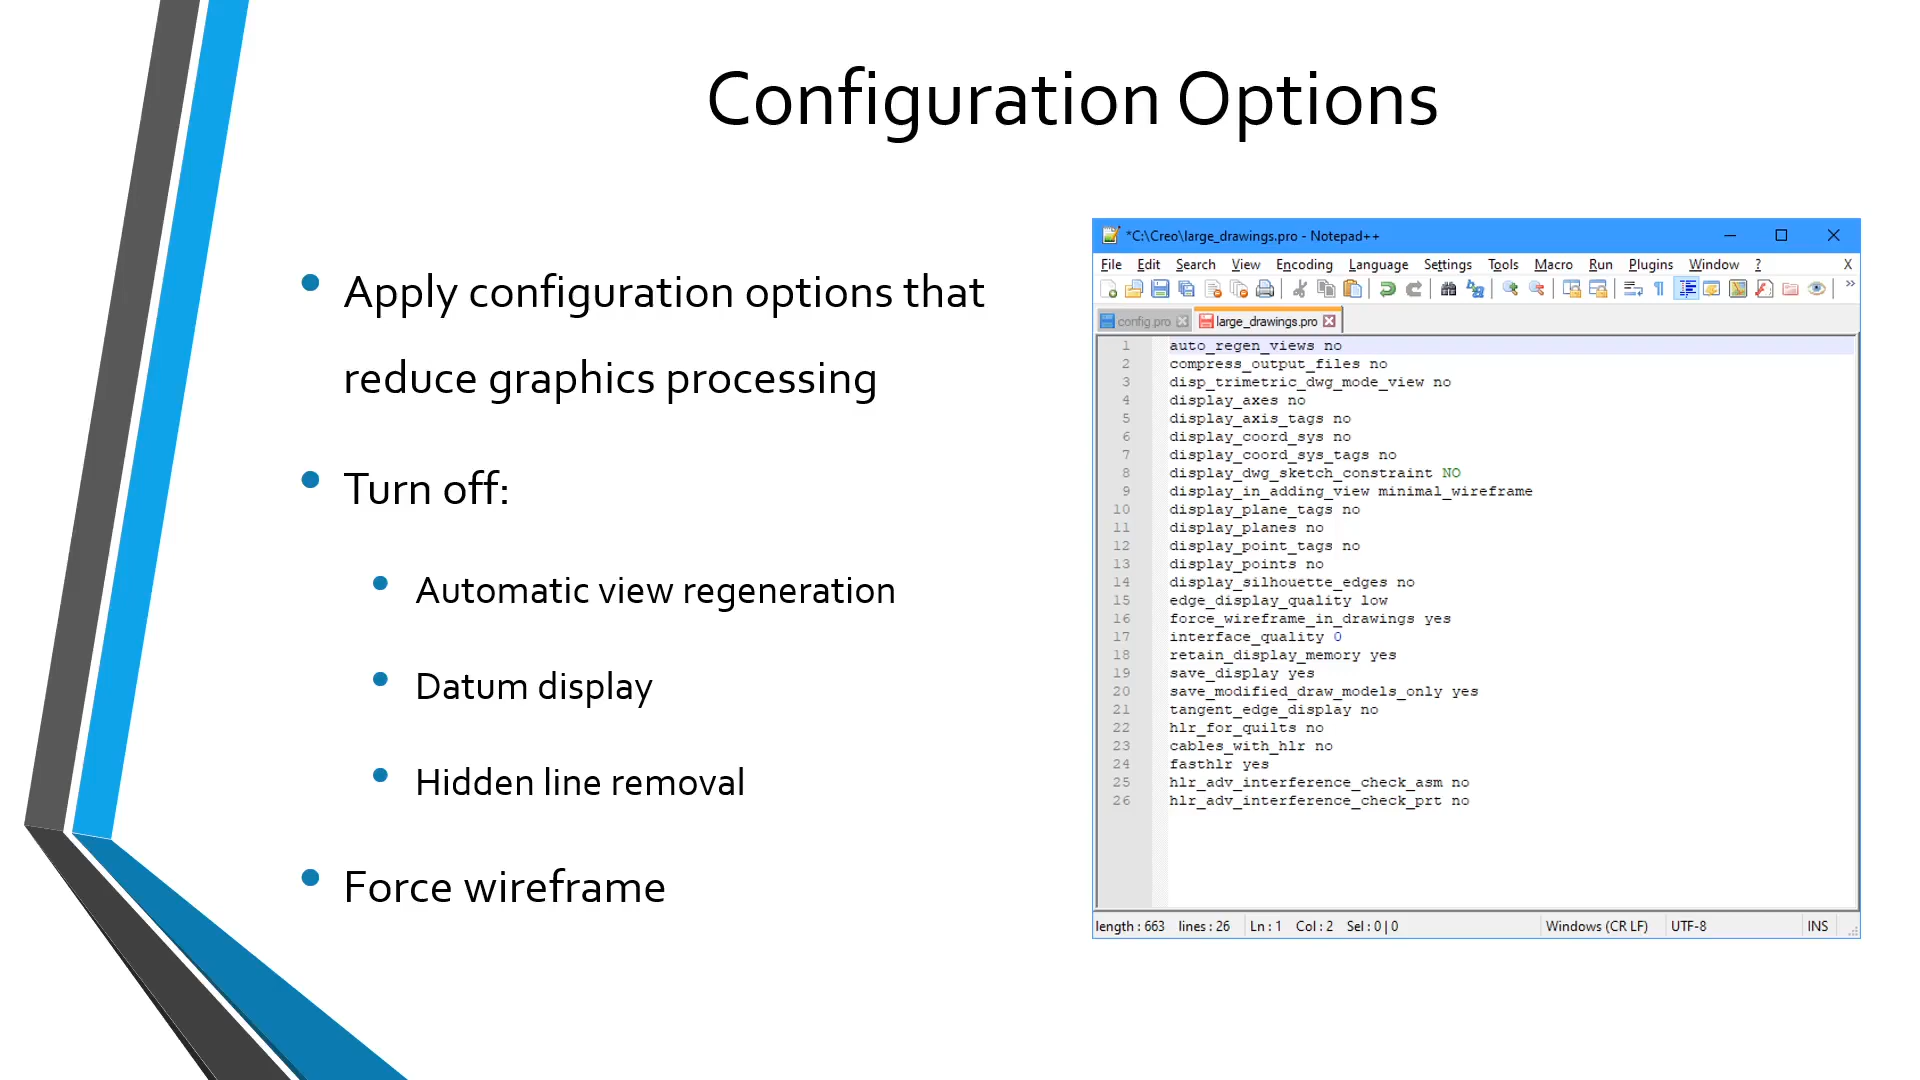 Configuration Options
• Apply configuration options that
reduce graphics processing
• Turn off:
• Automatic view regeneration
• Datum display
• Hidden line removal
• Force wireframe
*C:\Creo\large_drawings.pro - Notepad++
File Edit Search View Encoding Language Settings Tools Macro Run Plugins Window ? X
config.pro large_drawings.pro
1 auto_regen_views no
2 compress_output_files no
3 disp_trimetric_dwg_mode_view no
4 display_axes no
5 display_axis_tags no
6 display_coord_sys no
7 display_coord_sys_tags no
8 display_dwg_sketch_constraint NO
9 display_in_adding_view minimal_wireframe
10 display_plane_tags no
11 display_planes no
12 display_point_tags no
13 display_points no
14 display_silhouette_edges no
15 edge_display_quality low
16 force_wireframe_in_drawings yes
17 interface_quality 0
18 retain_display_memory yes
19 save_display yes
20 save_modified_draw_models_only yes
21 tangent_edge_display no
22 hlr_for_quilts no
23 cables_with_hlr no
24 fasthlr yes
25 hlr_adv_interference_check_asm no
26 hlr_adv_interference_check_prt no
length : 663 lines : 26 Ln : 1 Col : 2 Sel : 0 | 0 Windows (CR LF) UTF-8 INS